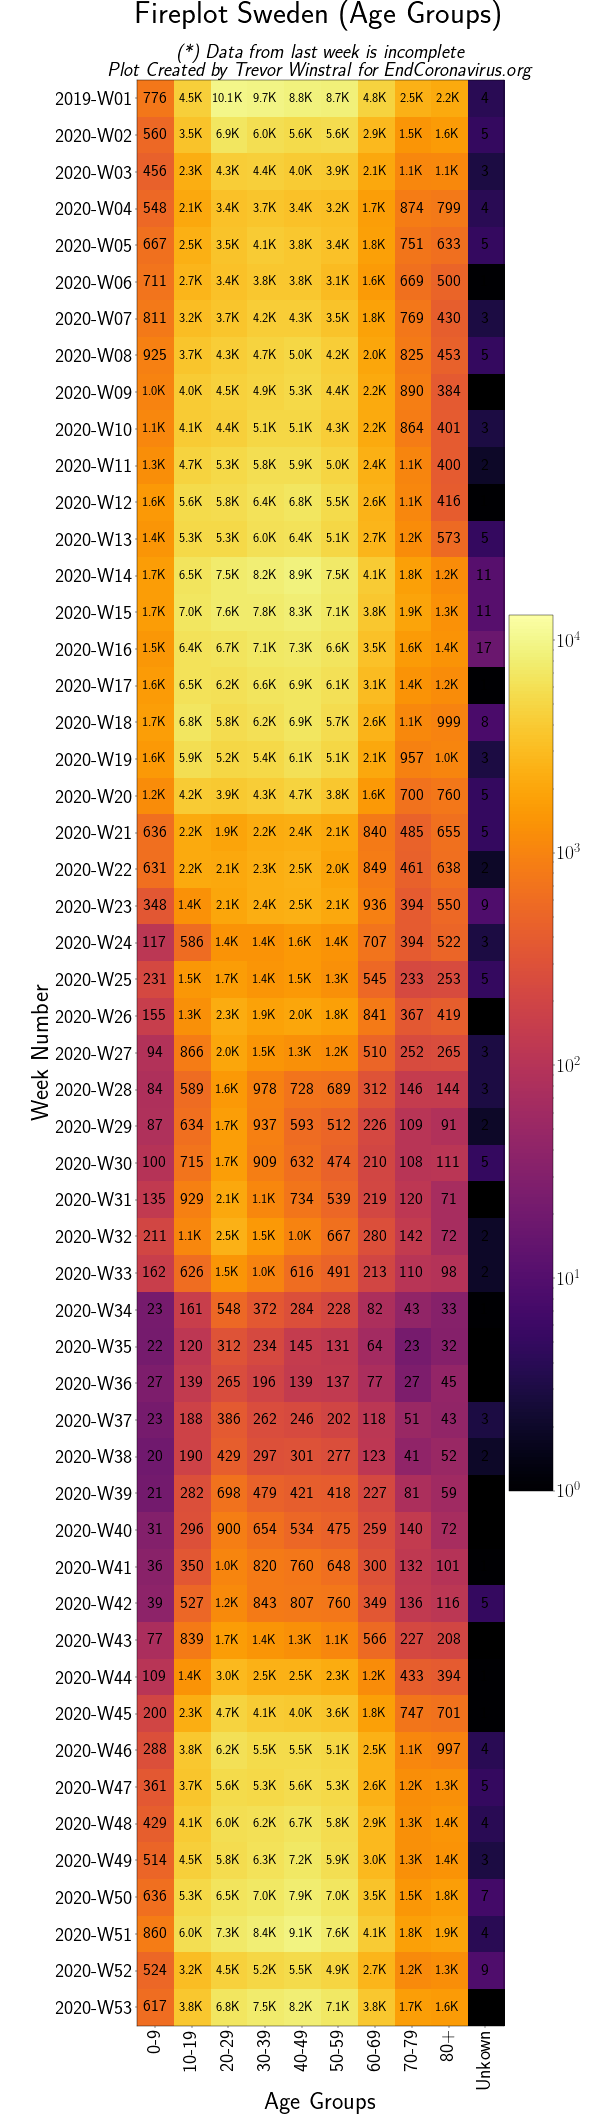 Fireplot Sweden (Age Groups)
(*) Data from last week is incomplete
Plot Created by Trevor Winstral for EndCoronavirus.org
2019-W01 776 4.5K 10.1K 9.7K 8.8K 8.7K 4.8K 2.5K 2.2K 4
2020-W02 560 3.5K 6.9K 6.0K 5.6K 5.6K 2.9K 1.5K 1.6K 5
2020-W03 456 2.3K 4.3K 4.4K 4.0K 3.9K 2.1K 1.1K 1.1K 3
2020-W04 548 2.1K 3.4K 3.7K 3.4K 3.2K 1.7K 874 799 4
2020-W05 667 2.5K 3.5K 4.1K 3.8K 3.4K 1.8K 751 633 5
2020-W06 711 2.7K 3.4K 3.8K 3.8K 3.1K 1.6K 669 500
2020-W07 811 3.2K 3.7K 4.2K 4.3K 3.5K 1.8K 769 430 3
2020-W08 925 3.7K 4.3K 4.7K 5.0K 4.2K 2.0K 825 453 5
2020-W09 1.0K 4.0K 4.5K 4.9K 5.3K 4.4K 2.2K 890 384
2020-W10 1.1K 4.1K 4.4K 5.1K 5.1K 4.3K 2.2K 864 401 3
2020-W11 1.3K 4.7K 5.3K 5.8K 5.9K 5.0K 2.4K 1.1K 400 2
2020-W12 1.6K 5.6K 5.8K 6.4K 6.8K 5.5K 2.6K 1.1K 416
2020-W13 1.4K 5.3K 5.3K 6.0K 6.4K 5.1K 2.7K 1.2K 573 5
2020-W14 1.7K 6.5K 7.5K 8.2K 8.9K 7.5K 4.1K 1.8K 1.2K 11
2020-W15 1.7K 7.0K 7.6K 7.8K 8.3K 7.1K 3.8K 1.9K 1.3K 11
2020-W16 1.5K 6.4K 6.7K 7.1K 7.3K 6.6K 3.5K 1.6K 1.4K 17
2020-W17 1.6K 6.5K 6.2K 6.6K 6.9K 6.1K 3.1K 1.4K 1.2K
2020-W18 1.7K 6.8K 5.8K 6.2K 6.9K 5.7K 2.6K 1.1K 999 8
2020-W19 1.6K 5.9K 5.2K 5.4K 6.1K 5.1K 2.1K 957 1.0K 3
2020-W20 1.2K 4.2K 3.9K 4.3K 4.7K 3.8K 1.6K 700 760 5
2020-W21 636 2.2K 1.9K 2.2K 2.4K 2.1K 840 485 655 5
2020-W22 631 2.2K 2.1K 2.3K 2.5K 2.0K 849 461 638 2
2020-W23 348 1.4K 2.1K 2.4K 2.5K 2.1K 936 394 550 9
2020-W24 117 586 1.4K 1.4K 1.6K 1.4K 707 394 522 3
2020-W25 231 1.5K 1.7K 1.4K 1.5K 1.3K 545 233 253 5
2020-W26 155 1.3K 2.3K 1.9K 2.0K 1.8K 841 367 419
2020-W27 94 866 2.0K 1.5K 1.3K 1.2K 510 252 265 3
2020-W28 84 589 1.6K 978 728 689 312 146 144 3
2020-W29 87 634 1.7K 937 593 512 226 109 91 2
2020-W30 100 715 1.7K 909 632 474 210 108 111 5
2020-W31 135 929 2.1K 1.1K 734 539 219 120 71
2020-W32 211 1.1K 2.5K 1.5K 1.0K 667 280 142 72 2
2020-W33 162 626 1.5K 1.0K 616 491 213 110 98 2
2020-W34 23 161 548 372 284 228 82 43 33
2020-W35 22 120 312 234 145 131 64 23 32
2020-W36 27 139 265 196 139 137 77 27 45
2020-W37 23 188 386 262 246 202 118 51 43 3
2020-W38 20 190 429 297 301 277 123 41 52 2
2020-W39 21 282 698 479 421 418 227 81 59
2020-W40 31 296 900 654 534 475 259 140 72
2020-W41 36 350 1.0K 820 760 648 300 132 101
2020-W42 39 527 1.2K 843 807 760 349 136 116 5
2020-W43 77 839 1.7K 1.4K 1.3K 1.1K 566 227 208
2020-W44 109 1.4K 3.0K 2.5K 2.5K 2.3K 1.2K 433 394
2020-W45 200 2.3K 4.7K 4.1K 4.0K 3.6K 1.8K 747 701
2020-W46 288 3.8K 6.2K 5.5K 5.5K 5.1K 2.5K 1.1K 997 4
2020-W47 361 3.7K 5.6K 5.3K 5.6K 5.3K 2.6K 1.2K 1.3K 5
2020-W48 429 4.1K 6.0K 6.2K 6.7K 5.8K 2.9K 1.3K 1.4K 4
2020-W49 514 4.5K 5.8K 6.3K 7.2K 5.9K 3.0K 1.3K 1.4K 3
2020-W50 636 5.3K 6.5K 7.0K 7.9K 7.0K 3.5K 1.5K 1.8K 7
2020-W51 860 6.0K 7.3K 8.4K 9.1K 7.6K 4.1K 1.8K 1.9K 4
2020-W52 524 3.2K 4.5K 5.2K 5.5K 4.9K 2.7K 1.2K 1.3K 9
2020-W53 617 3.8K 6.8K 7.5K 8.2K 7.1K 3.8K 1.7K 1.6K
0-9 10-19 20-29 30-39 40-49 50-59 60-69 70-79 80+ Unkown
Age Groups
Week Number
10⁴
10³
10²
10¹
10⁰